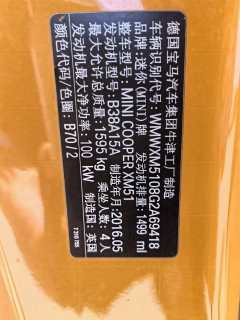 德国宝马汽车集团牛津工厂制造
车辆识别代号:WMWXM5108G2A69418
品牌:迷你(MINI)牌 发动机排量:1499 ml
整车型号:MINI COOPER XM51
发动机型号:B38A15A 制造年月:2016.05
最大允许总质量:1595 kg 乘坐人数:4人
发动机最大净功率:100 kW 制造国:英国
颜色代码/色圈:B70/2
7310795